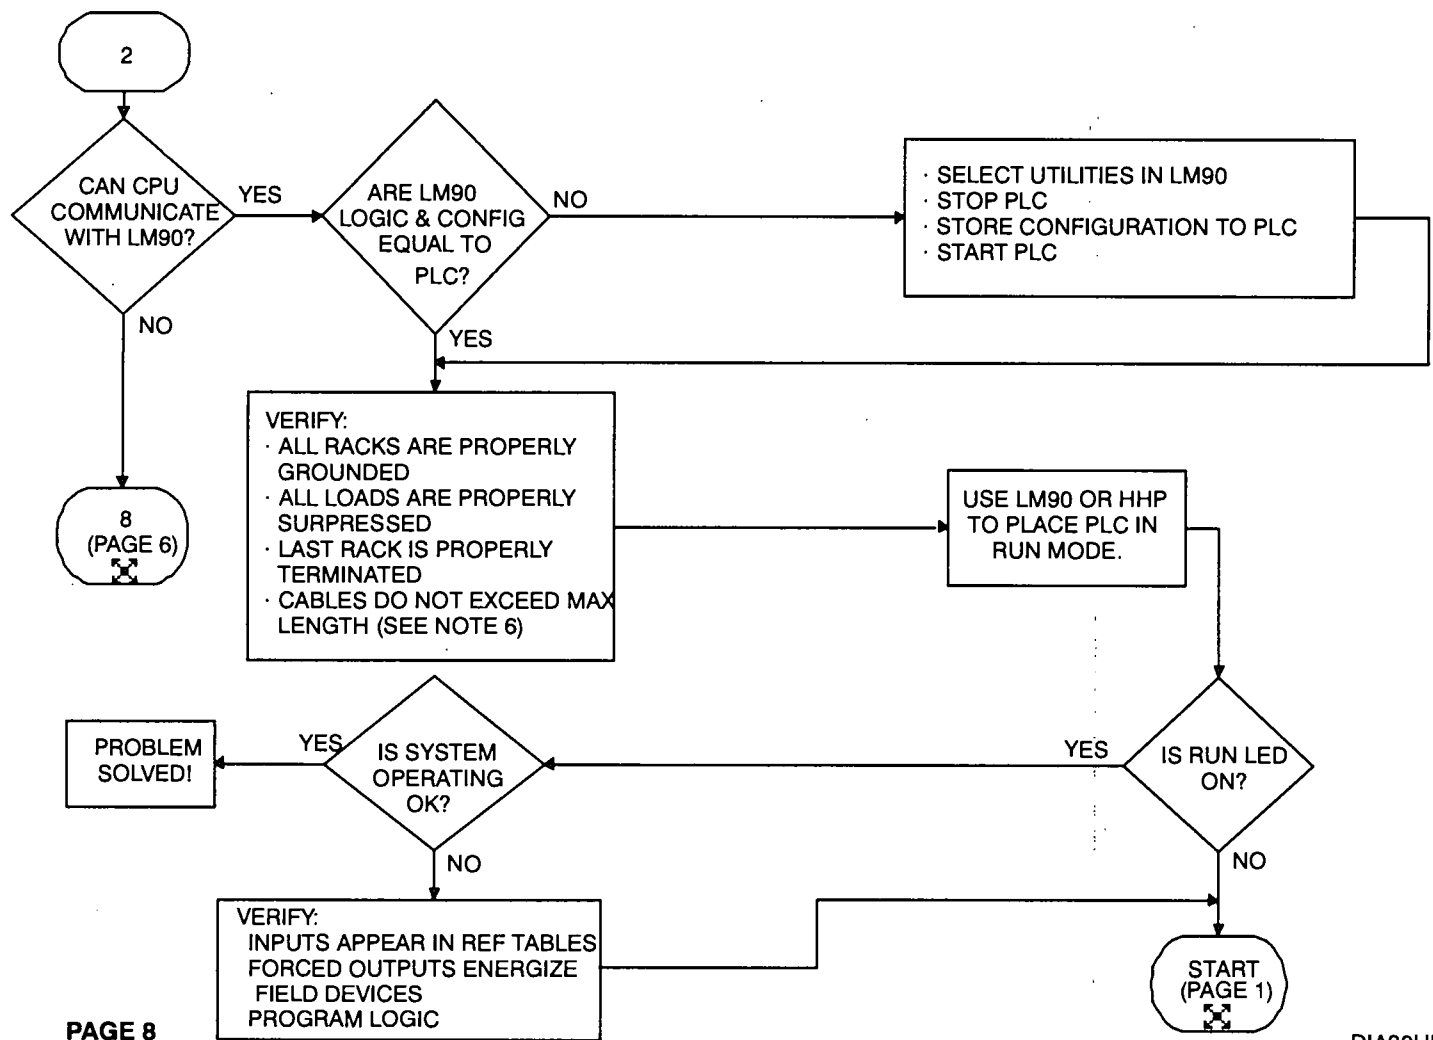 2
CAN CPU
COMMUNICATE
WITH LM90?
YES
NO
8
(PAGE 6)
ARE LM90
LOGIC & CONFIG
EQUAL TO
PLC?
NO
YES
· SELECT UTILITIES IN LM90
· STOP PLC
· STORE CONFIGURATION TO PLC
· START PLC
VERIFY:
· ALL RACKS ARE PROPERLY
GROUNDED
· ALL LOADS ARE PROPERLY
SURPRESSED
· LAST RACK IS PROPERLY
TERMINATED
· CABLES DO NOT EXCEED MAX
LENGTH (SEE NOTE 6)
USE LM90 OR HHP
TO PLACE PLC IN
RUN MODE.
IS RUN LED
ON?
YES
NO
IS SYSTEM
OPERATING
OK?
YES
PROBLEM
SOLVED!
NO
VERIFY:
INPUTS APPEAR IN REF TABLES
FORCED OUTPUTS ENERGIZE
FIELD DEVICES
PROGRAM LOGIC
START
(PAGE 1)
PAGE 8